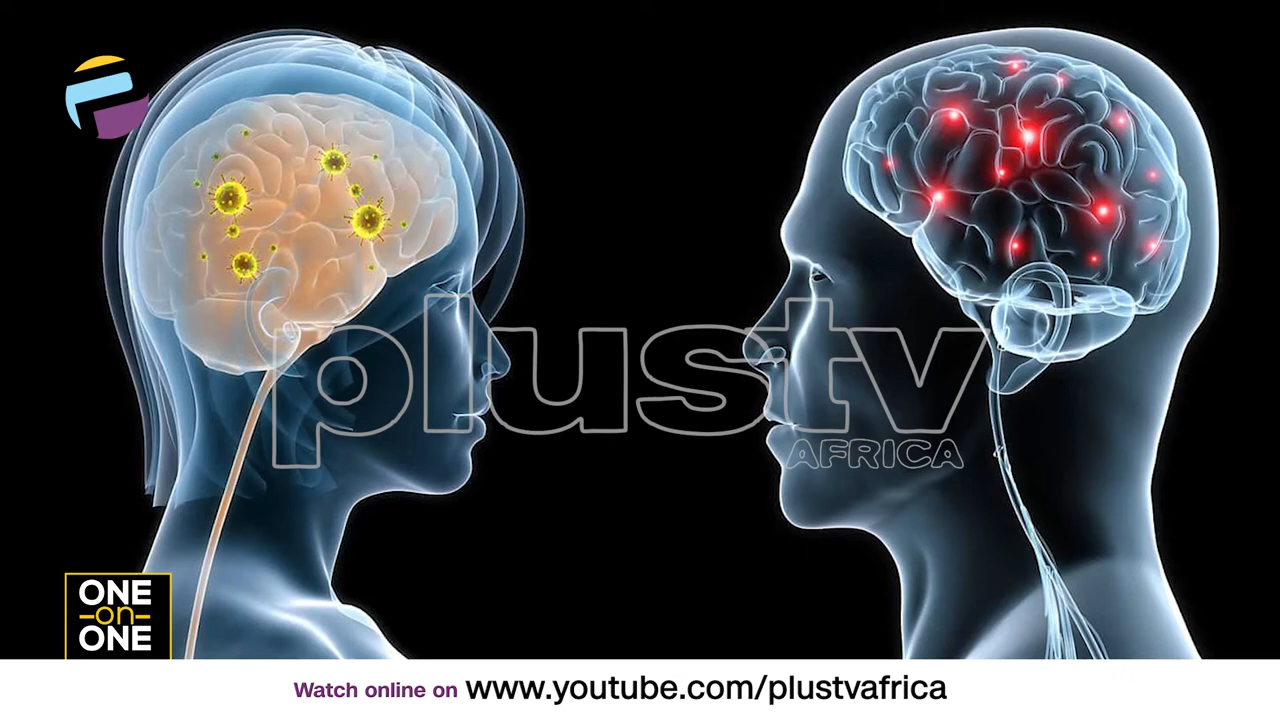 plustv
AFRICA
ONE
on
ONE
Watch online on www.youtube.com/plustvafrica